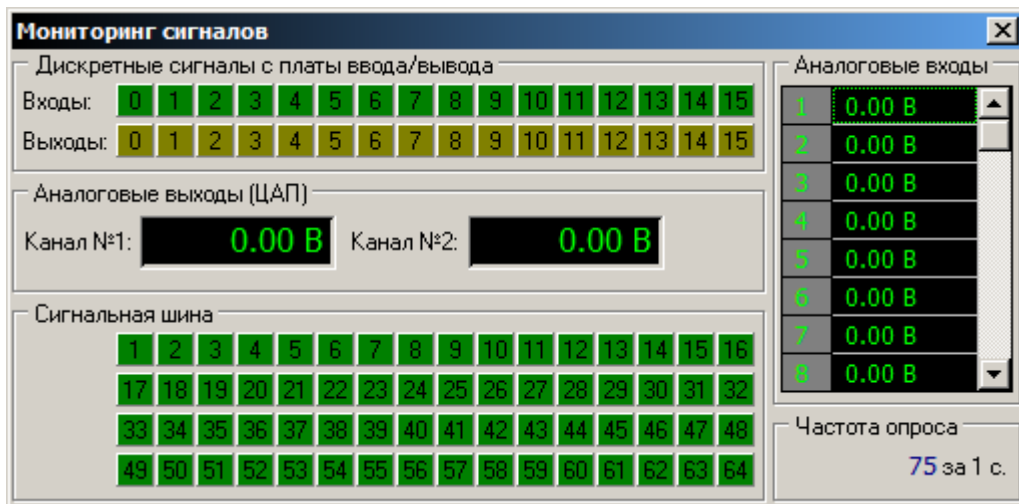 Мониторинг сигналов
Дискретные сигналы с платы ввода/вывода
Входы: 0 1 2 3 4 5 6 7 8 9 10 11 12 13 14 15
Выходы: 0 1 2 3 4 5 6 7 8 9 10 11 12 13 14 15
Аналоговые выходы (ЦАП)
Канал №1: 0.00 В Канал №2: 0.00 В
Сигнальная шина
1 2 3 4 5 6 7 8 9 10 11 12 13 14 15 16
17 18 19 20 21 22 23 24 25 26 27 28 29 30 31 32
33 34 35 36 37 38 39 40 41 42 43 44 45 46 47 48
49 50 51 52 53 54 55 56 57 58 59 60 61 62 63 64
Аналоговые входы
1 0.00 В
2 0.00 В
3 0.00 В
4 0.00 В
5 0.00 В
6 0.00 В
7 0.00 В
8 0.00 В
Частота опроса
75 за 1 с.